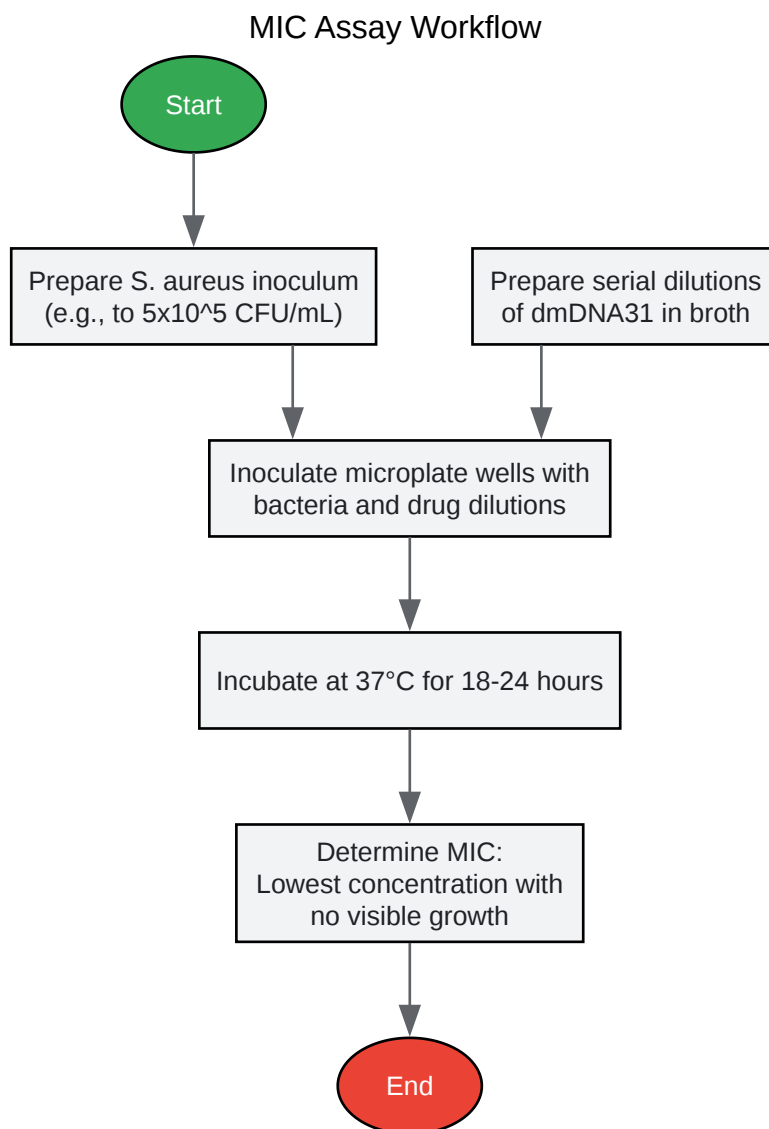 MIC Assay Workflow
Start
Prepare S. aureus inoculum
(e.g., to 5x10^5 CFU/mL)
Prepare serial dilutions
of dmDNA31 in broth
Inoculate microplate wells with
bacteria and drug dilutions
Incubate at 37°C for 18-24 hours
Determine MIC:
Lowest concentration with
no visible growth
End